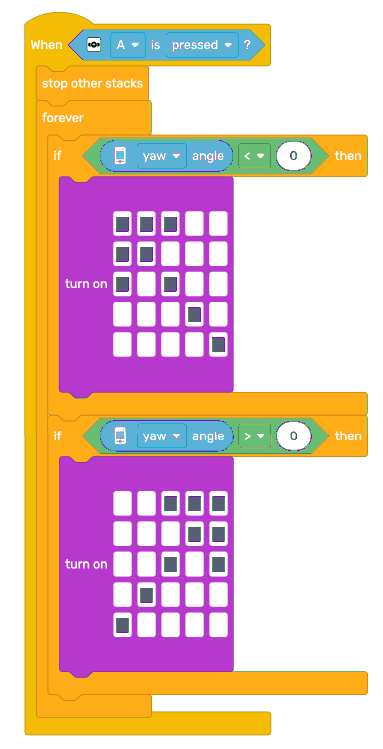 When A is pressed ?
stop other stacks
forever
if yaw angle < 0 then
turn on
if yaw angle > 0 then
turn on